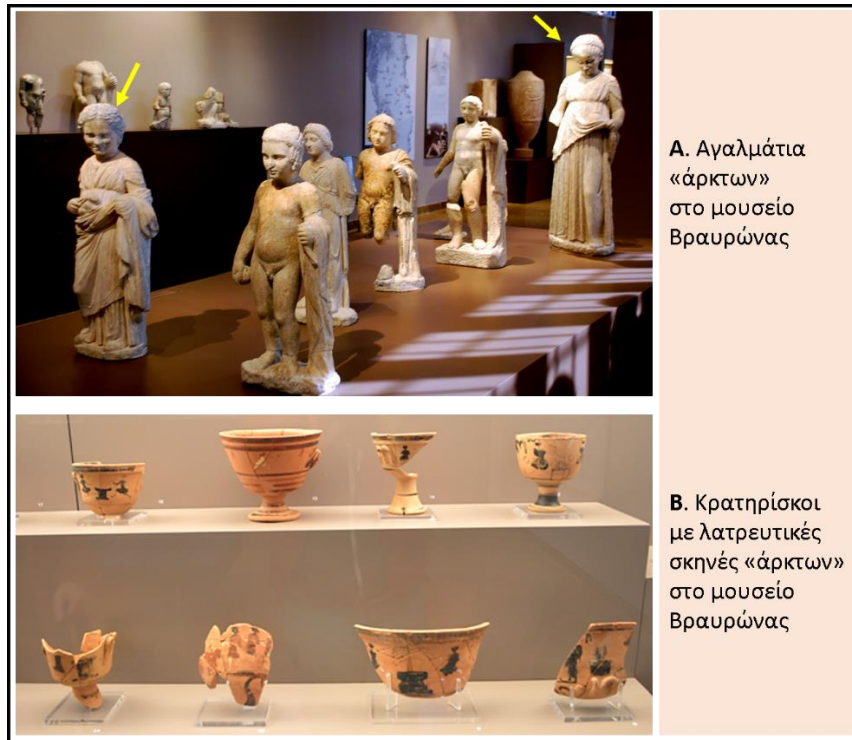 Α. Αγαλμάτια
«άρκτων»
στο μουσείο
Βραυρώνας
Β. Κρατηρίσκοι
με λατρευτικές
σκηνές «άρκτων»
στο μουσείο
Βραυρώνας